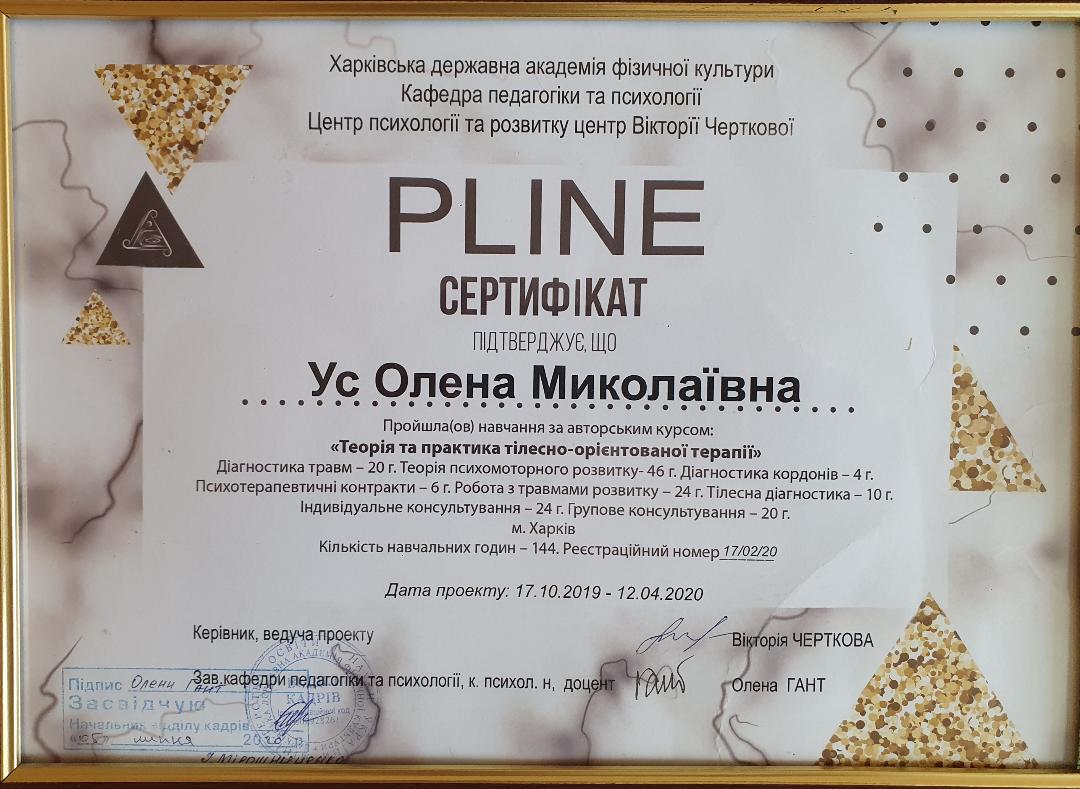 Харківська державна академія фізичної культури
Кафедра педагогіки та психології
Центр психології та розвитку центр Вікторії Черткової
PLINE
СЕРТИФІКАТ
ПІДТВЕРДЖУЄ, ЩО
Ус Олена Миколаївна
Пройшла(ов) навчання за авторським курсом:
«Теорія та практика тілесно-орієнтованої терапії»
Діагностика травм – 20 г. Теорія психомоторного розвитку- 46 г. Діагностика кордонів – 4 г.
Психотерапевтичні контракти – 6 г. Робота з травмами розвитку – 24 г. Тілесна діагностика – 10 г.
Індивідуальне консультування – 24 г. Групове консультування – 20 г.
м. Харків
Кількість навчальних годин – 144. Реєстраційний номер 17/02/20
Дата проекту: 17.10.2019 - 12.04.2020
Керівник, ведуча проекту Вікторія ЧЕРТКОВА
Зав.кафедри педагогіки та психології, к. психол. н, доцент Олена ГАНТ
Підпис Олени Гант
Засвідчую
Начальник відділу кадрів
липня 20 р.
КАДРІВ